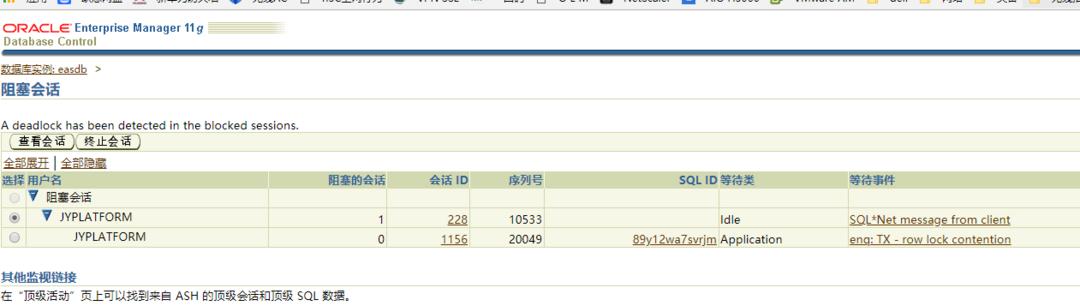 ORACLE Enterprise Manager 11g
Database Control
数据库实例: easdb >
阻塞会话
A deadlock has been detected in the blocked sessions.
查看会话 终止会话
全部展开 | 全部隐藏
选择 用户名 阻塞的会话 会话 ID 序列号 SQL ID 等待类 等待事件
阻塞会话
JYPLATFORM 1 228 10533 Idle SQL*Net message from client
JYPLATFORM 0 1156 20049 89y12wa7svrjm Application enq: TX - row lock contention
其他监视链接
在“顶级活动”页上可以找到来自 ASH 的顶级会话和顶级 SQL 数据。